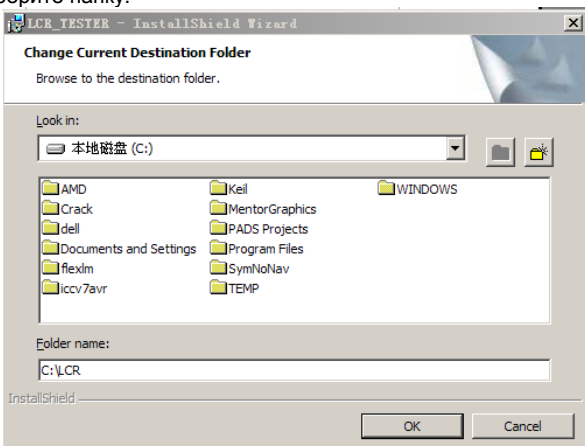 LCR_TESTER - InstallShield Wizard
Change Current Destination Folder
Browse to the destination folder.
Look in:
本地磁盘 (C:)
AMD Keil WINDOWS
Crack MentorGraphics
dell PADS Projects
Documents and Settings Program Files
flexlm SymNoNav
iccv7avr TEMP
Folder name:
C:\LCR
InstallShield
OK Cancel